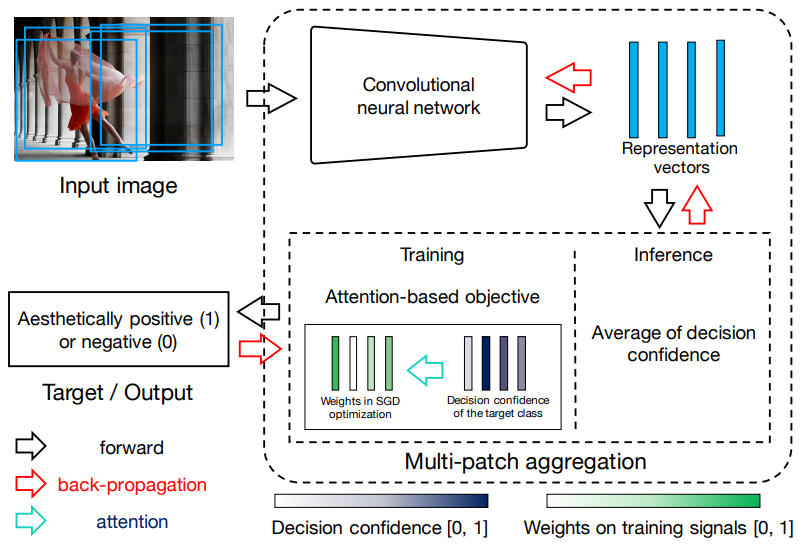 Input image
Convolutional
neural network
Representation
vectors
Training
Inference
Attention-based objective
Weights in SGD
optimization
Decision confidence
of the target class
Average of decision
confidence
Aesthetically positive (1)
or negative (0)
Target / Output
forward
back-propagation
attention
Multi-patch aggregation
Decision confidence [0, 1]
Weights on training signals [0, 1]